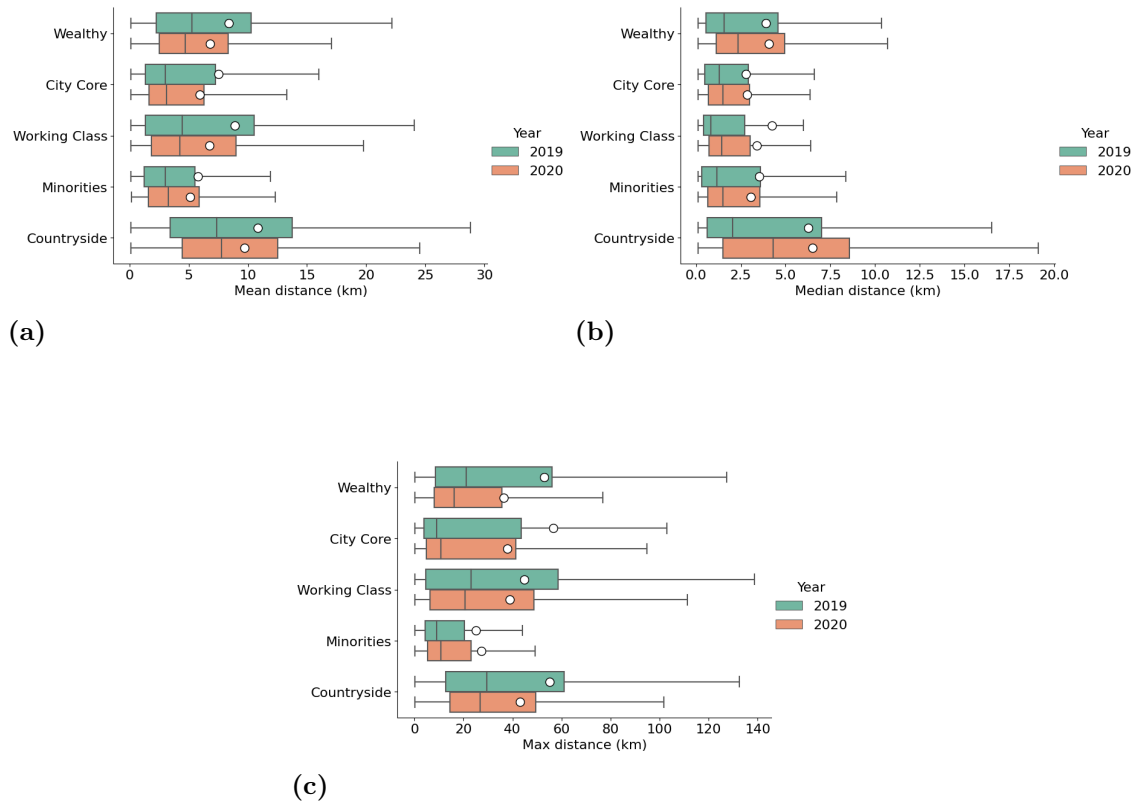 Wealthy
City Core
Working Class
Minorities
Countryside
0 5 10 15 20 25 30
Mean distance (km)
Year
2019
2020
(a)
Wealthy
City Core
Working Class
Minorities
Countryside
0.0 2.5 5.0 7.5 10.0 12.5 15.0 17.5 20.0
Median distance (km)
Year
2019
2020
(b)
Wealthy
City Core
Working Class
Minorities
Countryside
0 20 40 60 80 100 120 140
Max distance (km)
Year
2019
2020
(c)